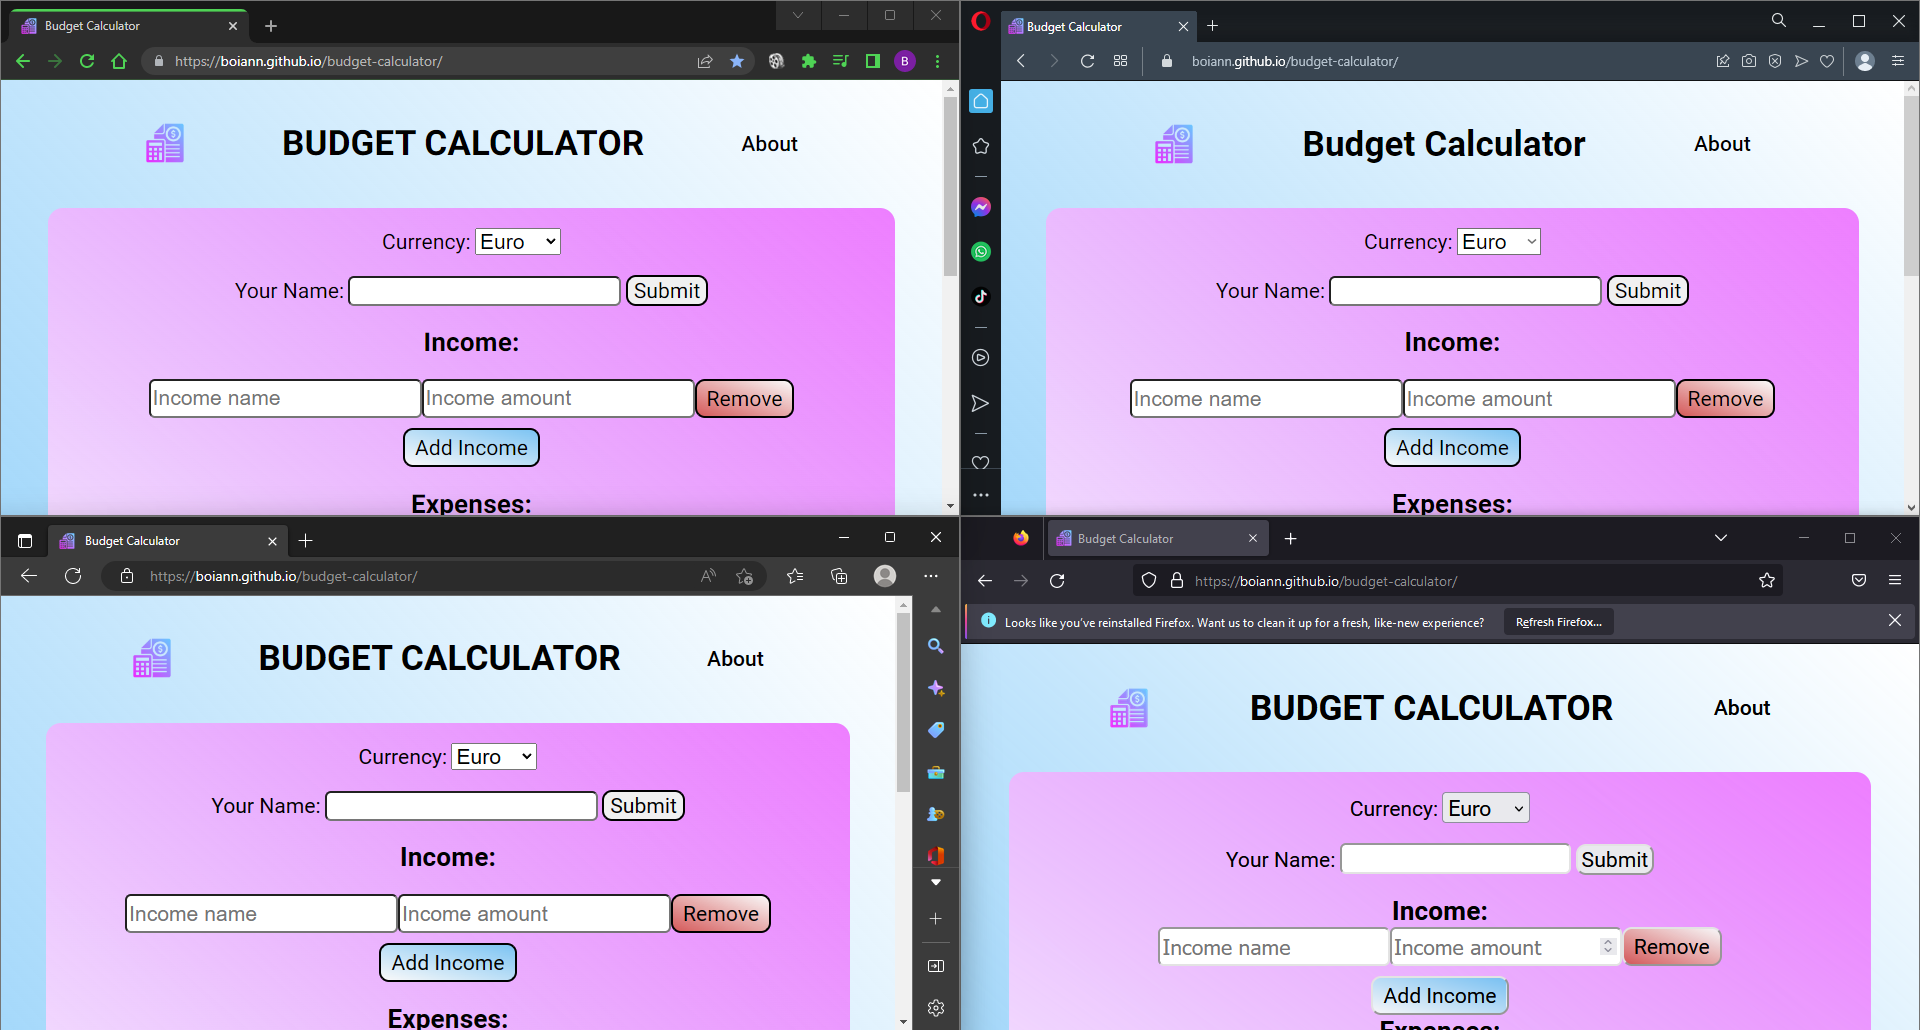 Budget Calculator
https://boiann.github.io/budget-calculator/
B
BUDGET CALCULATOR
About
Currency: Euro
Your Name: Submit
Income:
Income name Income amount Remove
Add Income
Expenses:
Budget Calculator
boiann.github.io/budget-calculator/
Budget Calculator
About
Currency: Euro
Your Name: Submit
Income:
Income name Income amount Remove
Add Income
Expenses:
Budget Calculator
https://boiann.github.io/budget-calculator/
BUDGET CALCULATOR
About
Currency: Euro
Your Name: Submit
Income:
Income name Income amount Remove
Add Income
Expenses:
Budget Calculator
https://boiann.github.io/budget-calculator/
Looks like you've reinstalled Firefox. Want us to clean it up for a fresh, like-new experience? Refresh Firefox...
BUDGET CALCULATOR
About
Currency: Euro
Your Name: Submit
Income:
Income name Income amount Remove
Add Income
Expenses: